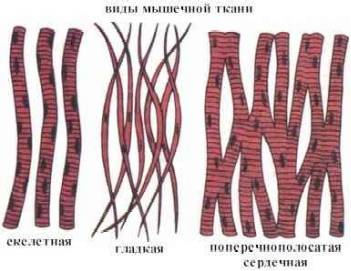 виды мышечной ткани
скелетная
гладкая
поперечнополосатая
сердечная